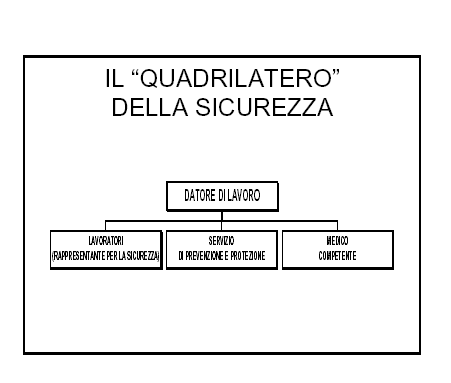 IL “QUADRILATERO”
DELLA SICUREZZA
DATORE DI LAVORO
LAVORATORI
(RAPPRESENTANTE PER LA SICUREZZA)
SERVIZIO
DI PREVENZIONE E PROTEZIONE
MEDICO
COMPETENTE